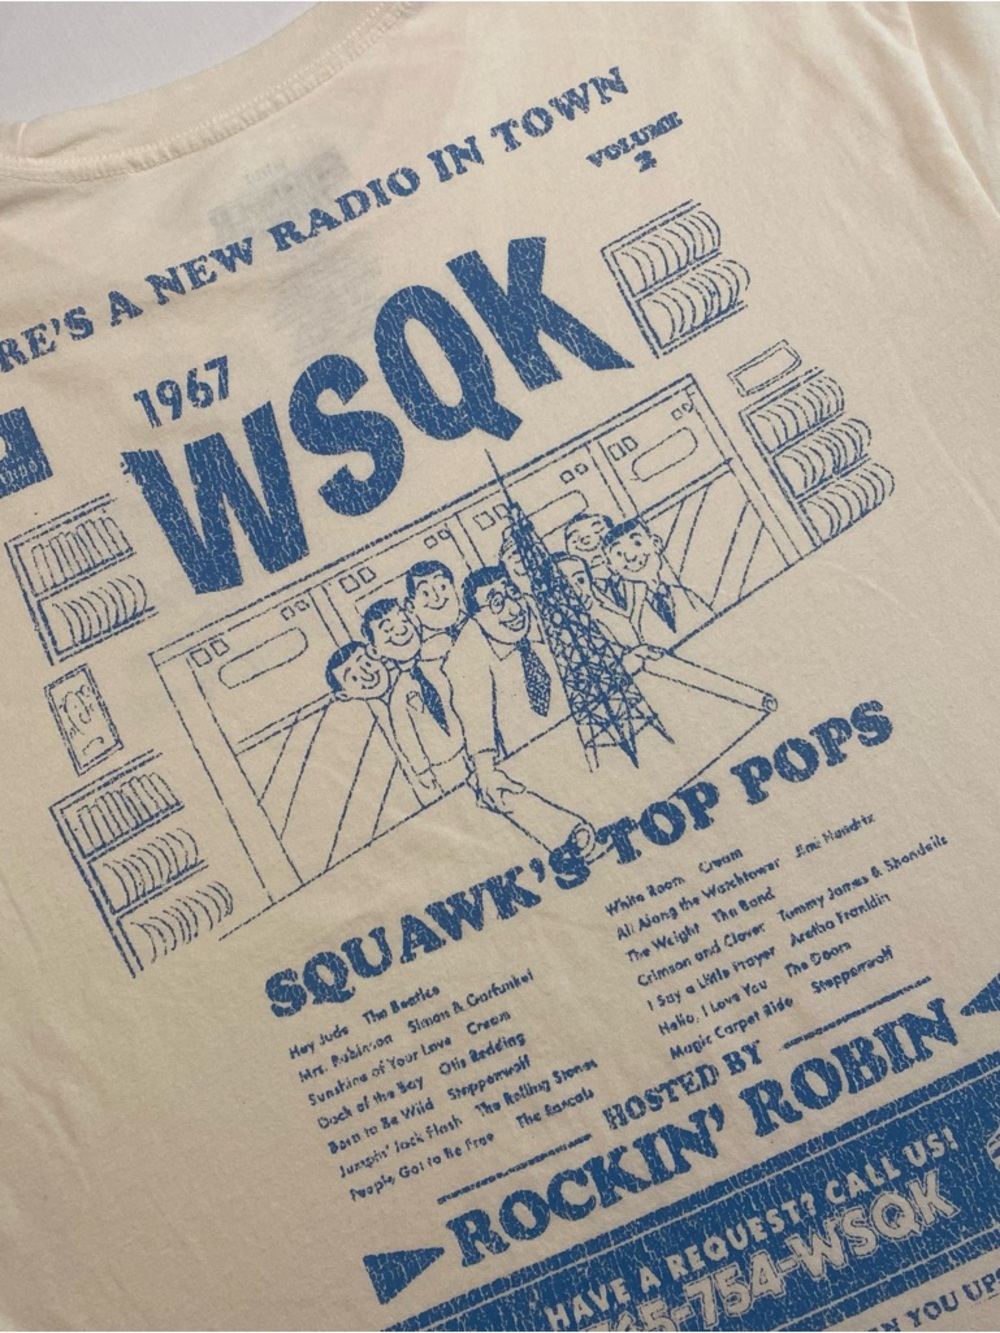 RE'S A NEW RADIO IN TOWN
VOLUME
2
1967
WSQK
SQUAWK'S TOP POPS
Hey Jude The Beatles
Mrs. Robinson Simon & Garfunkel
Sunshine of Your Love Cream
Dock of the Bay Otis Redding
Born to Be Wild Steppenwolf
Jumpin' Jack Flash The Rolling Stones
People Got to Be Free The Rascals
White Room Cream
All Along the Watchtower Jimi Hendrix
The Weight The Band
Crimson and Clover Tommy James & Shondells
I Say a Little Prayer Aretha Franklin
Hello, I Love You The Doors
Magic Carpet Ride Steppenwolf
HOSTED BY
ROCKIN' ROBIN
HAVE A REQUEST? CALL US!
65-754-WSQK
N YOU UP